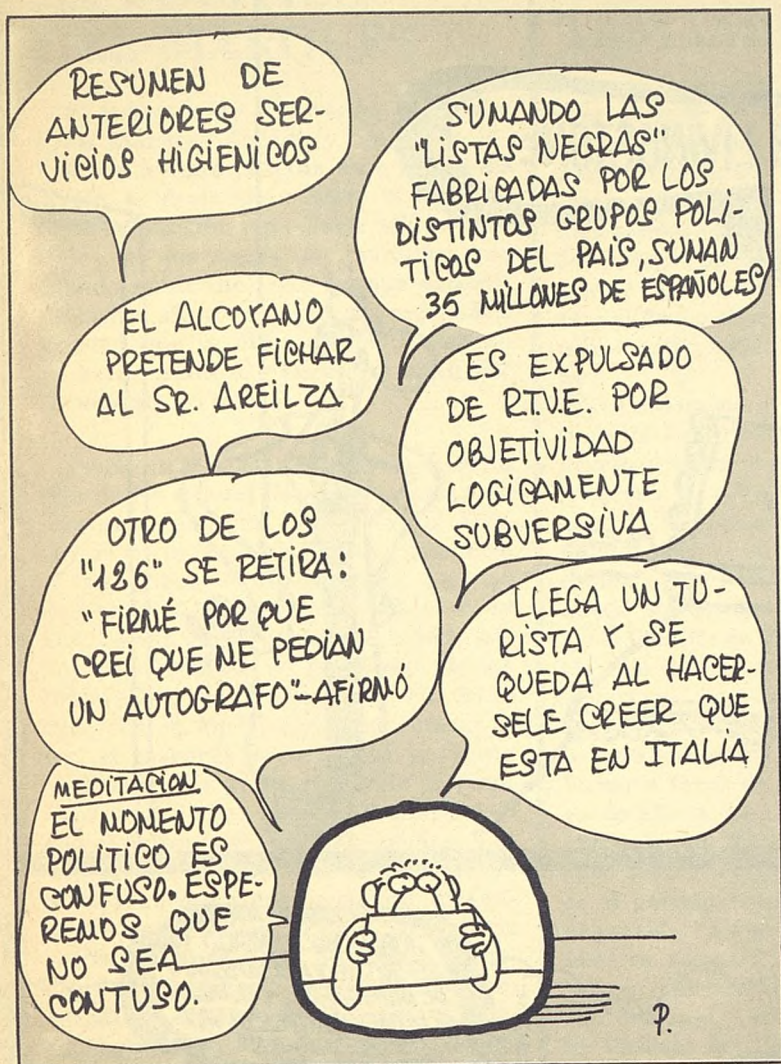 RESUMEN DE
ANTERIORES SER-
VICIOS HIGIENICOS
SUMANDO LAS
"LISTAS NEGRAS"
FABRICADAS POR LOS
DISTINTOS GRUPOS POLI-
TICOS DEL PAIS, SUMAN
35 MILLONES DE ESPAÑOLES
EL ALCOYANO
PRETENDE FICHAR
AL SR. AREILZA
ES EXPULSADO
DE R.T.V.E. POR
OBJETIVIDAD
LOGICAMENTE
SUBVERSIVA
OTRO DE LOS
"126" SE RETIRA:
"FIRMÉ POR QUE
CREI QUE ME PEDIAN
UN AUTOGRAFO"-AFIRMÓ
LLEGA UN TU-
RISTA Y SE
QUEDA AL HACER-
SELE CREER QUE
ESTA EN ITALIA
MEDITACION
EL MOMENTO
POLITICO ES
CONFUSO. ESPE-
REMOS QUE
NO SEA
CONTUSO.
P.